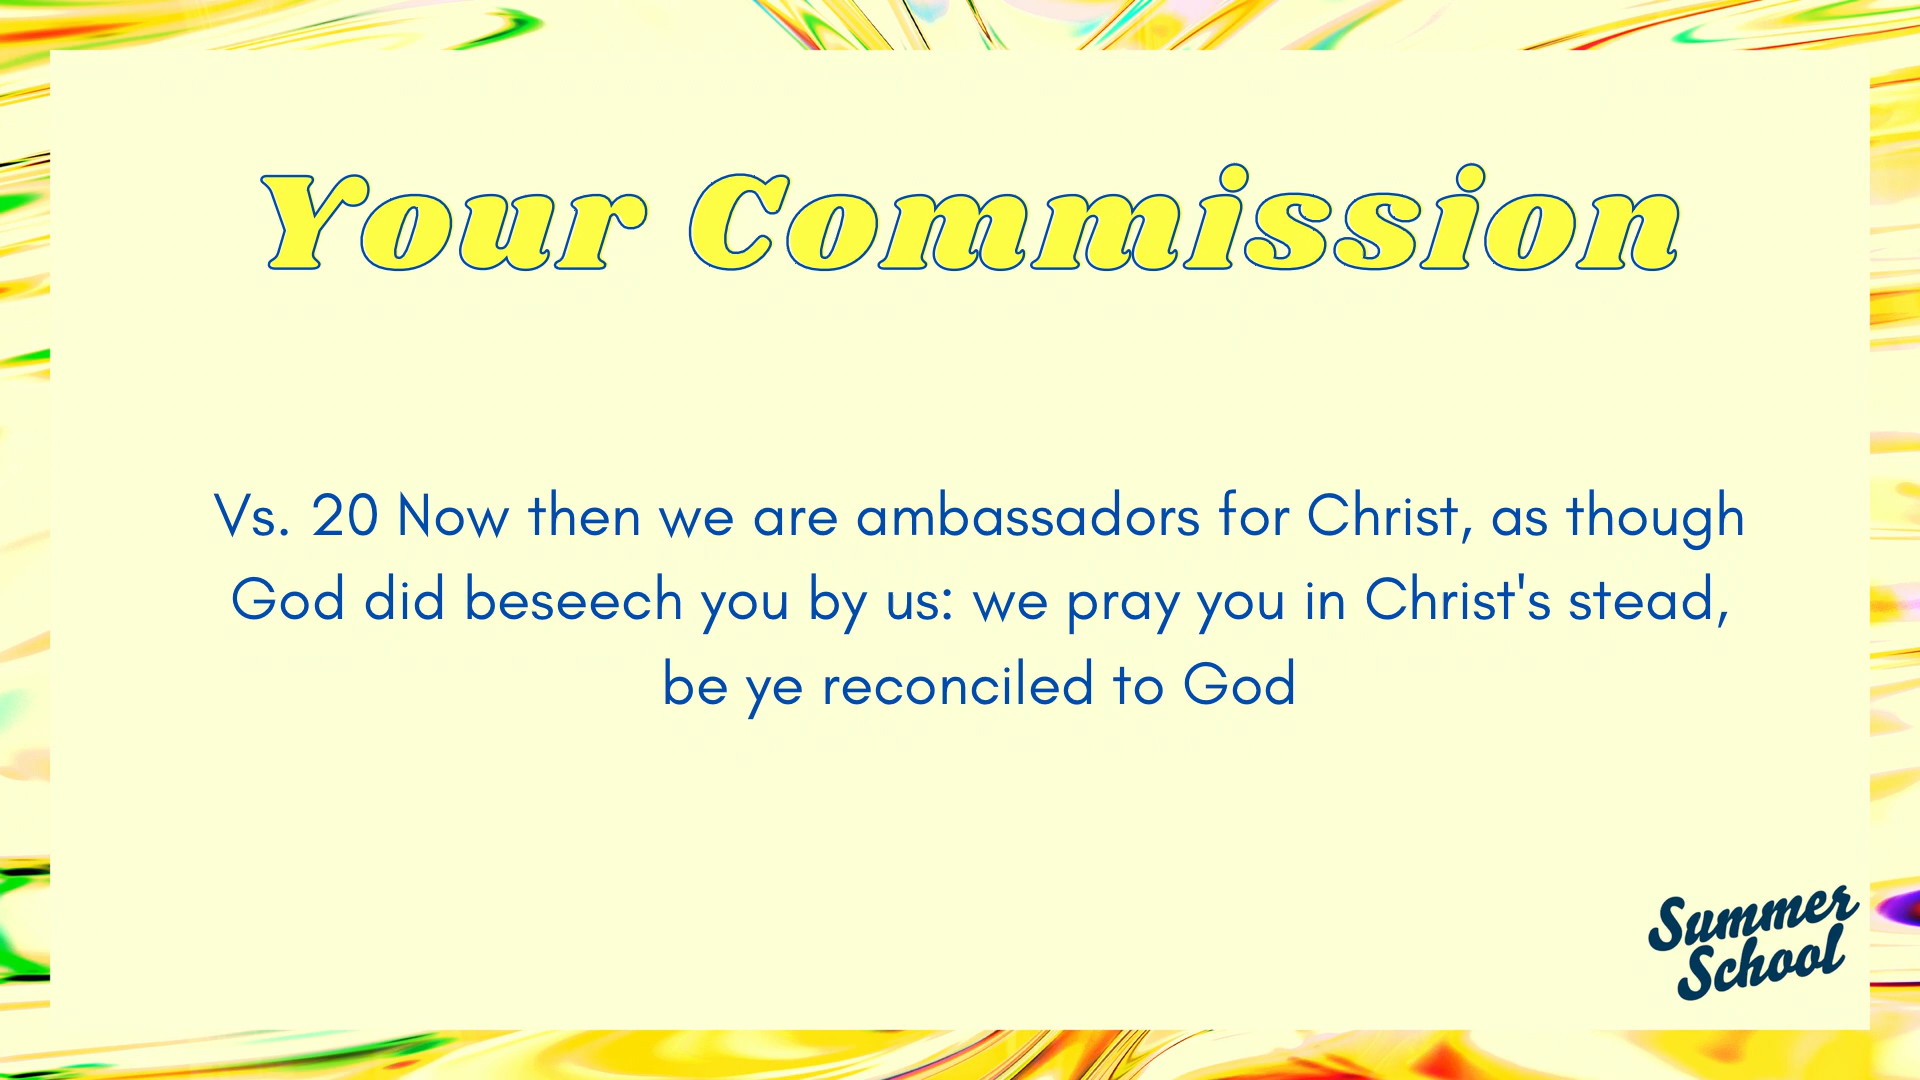 Your Commission
Vs. 20 Now then we are ambassadors for Christ, as though
God did beseech you by us: we pray you in Christ's stead,
be ye reconciled to God
Summer
School